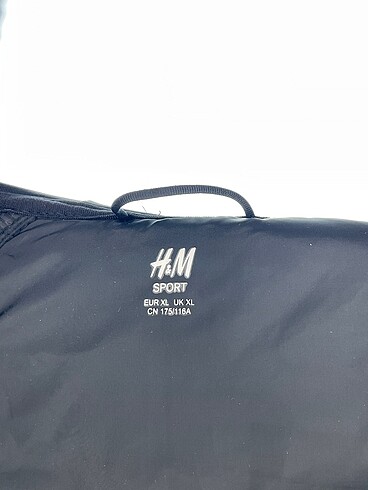 H&M
SPORT
EUR XL UK XL
CN 175/116A